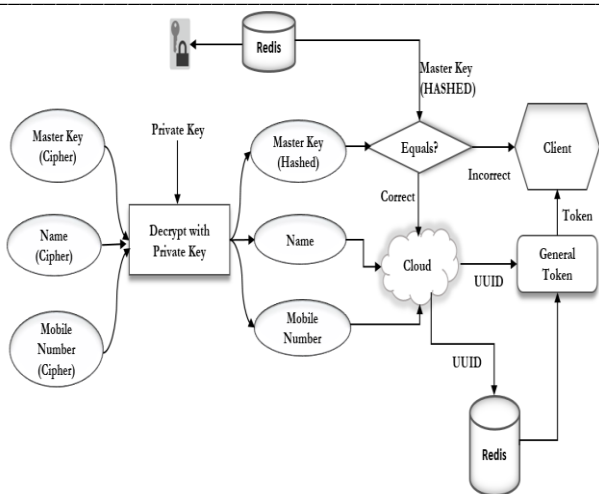 Redis
Master Key
(HASHED)
Master Key
(Cipher)
Private Key
Master Key
(Hashed)
Equals?
Client
Incorrect
Correct
Token
Name
(Cipher)
Decrypt with
Private Key
Name
Cloud
UUID
General
Token
Mobile
Number
(Cipher)
Mobile
Number
UUID
Redis